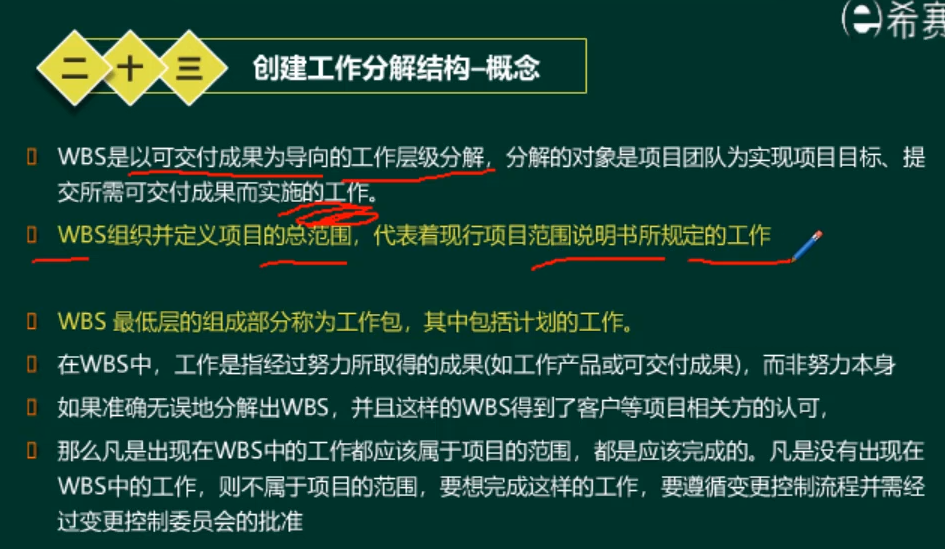 希赛
二十三
创建工作分解结构–概念
WBS是以可交付成果为导向的工作层级分解，分解的对象是项目团队为实现项目目标、提
交所需可交付成果而实施的工作。
WBS组织并定义项目的总范围，代表着现行项目范围说明书所规定的工作
WBS 最低层的组成部分称为工作包，其中包括计划的工作。
在WBS中，工作是指经过努力所取得的成果(如工作产品或可交付成果)，而非努力本身
如果准确无误地分解出WBS，并且这样的WBS得到了客户等项目相关方的认可，
那么凡是出现在WBS中的工作都应该属于项目的范围，都是应该完成的。凡是没有出现在
WBS中的工作，则不属于项目的范围，要想完成这样的工作，要遵循变更控制流程并需经
过变更控制委员会的批准